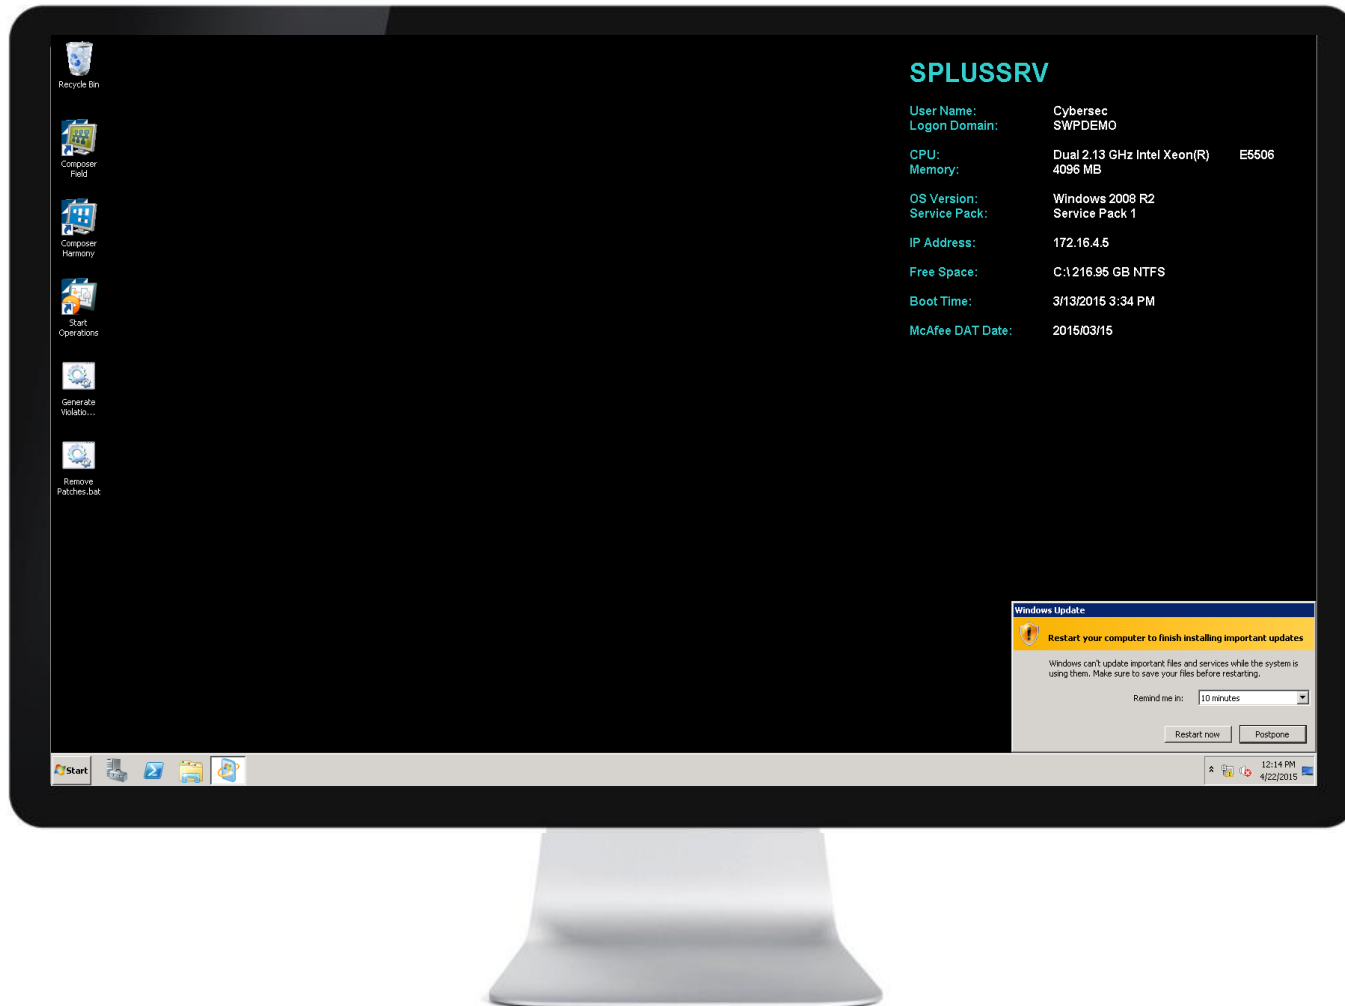 Recycle Bin
Composer
Field
Composer
Harmony
Start
Operations
Generate
Violatio...
Remove
Patches.bat
SPLUSSRV
User Name: Cybersec
Logon Domain: SWPDEMO
CPU: Dual 2.13 GHz Intel Xeon(R) E5506
Memory: 4096 MB
OS Version: Windows 2008 R2
Service Pack: Service Pack 1
IP Address: 172.16.4.5
Free Space: C:\ 216.95 GB NTFS
Boot Time: 3/13/2015 3:34 PM
McAfee DAT Date: 2015/03/15
Windows Update
Restart your computer to finish installing important updates
Windows can't update important files and services while the system is
using them. Make sure to save your files before restarting.
Remind me in: 10 minutes
Restart now Postpone
Start
12:14 PM
4/22/2015